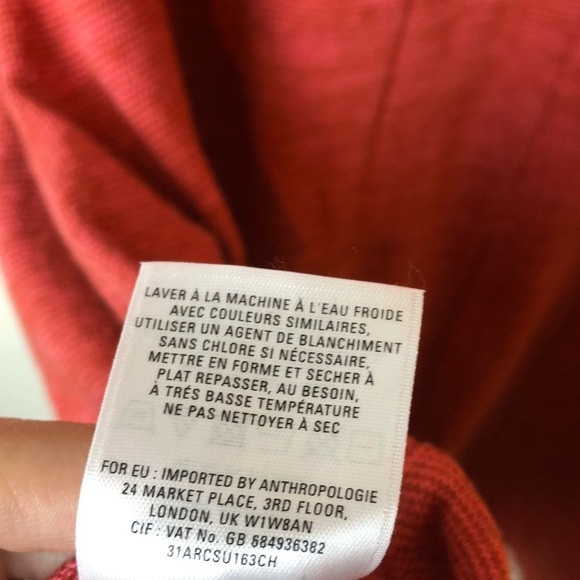 LAVER À LA MACHINE À L'EAU FROIDE
AVEC COULEURS SIMILAIRES,
UTILISER UN AGENT DE BLANCHIMENT
SANS CHLORE SI NÉCESSAIRE,
METTRE EN FORME ET SÉCHER À
PLAT REPASSER, AU BESOIN,
À TRÉS BASSE TEMPÉRATURE
NE PAS NETTOYER À SEC
FOR EU : IMPORTED BY ANTHROPOLOGIE
24 MARKET PLACE, 3RD FLOOR,
LONDON, UK W1W8AN
CIF : VAT No. GB 684936382
31ARCSU163CH